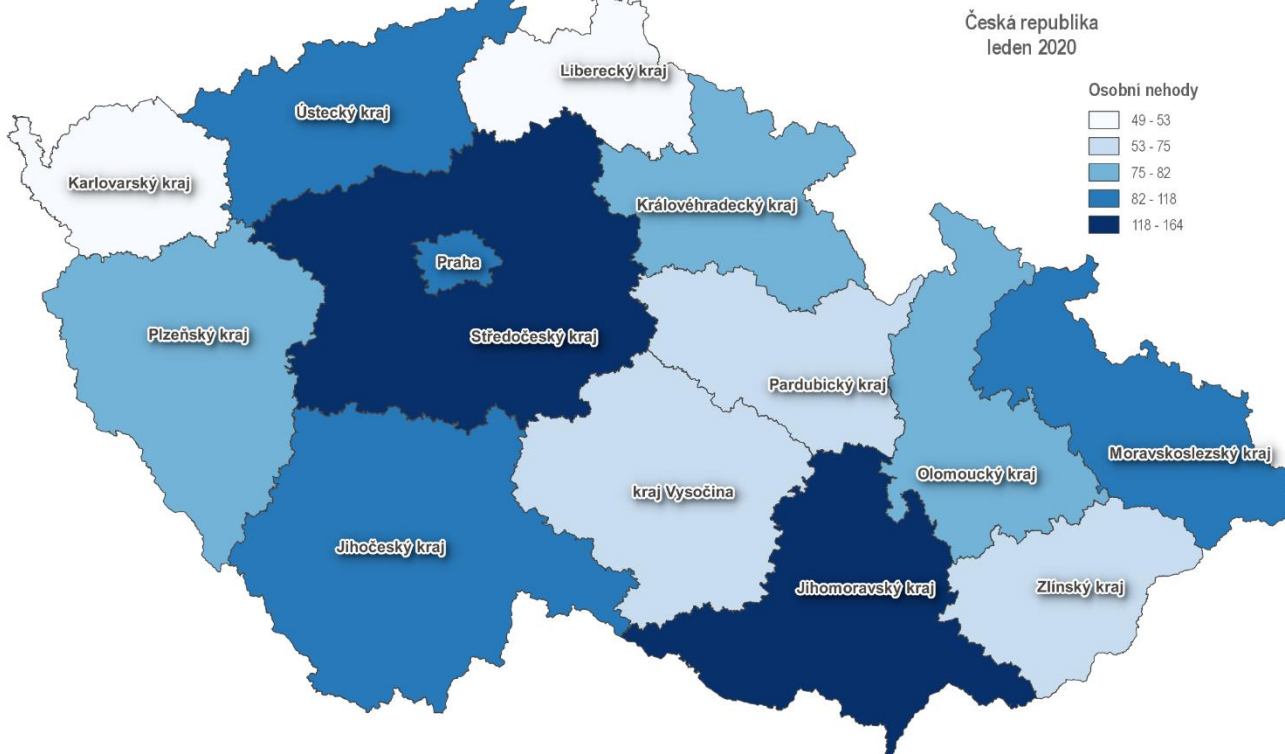 Česká republika
leden 2020
Osobní nehody
49 - 53
53 - 75
75 - 82
82 - 118
118 - 164
Liberecký kraj
Ústecký kraj
Karlovarský kraj
Královéhradecký kraj
Praha
Plzeňský kraj
Středočeský kraj
Pardubický kraj
Moravskoslezský kraj
Olomoucký kraj
kraj Vysočina
Jihočeský kraj
Jihomoravský kraj
Zlínský kraj